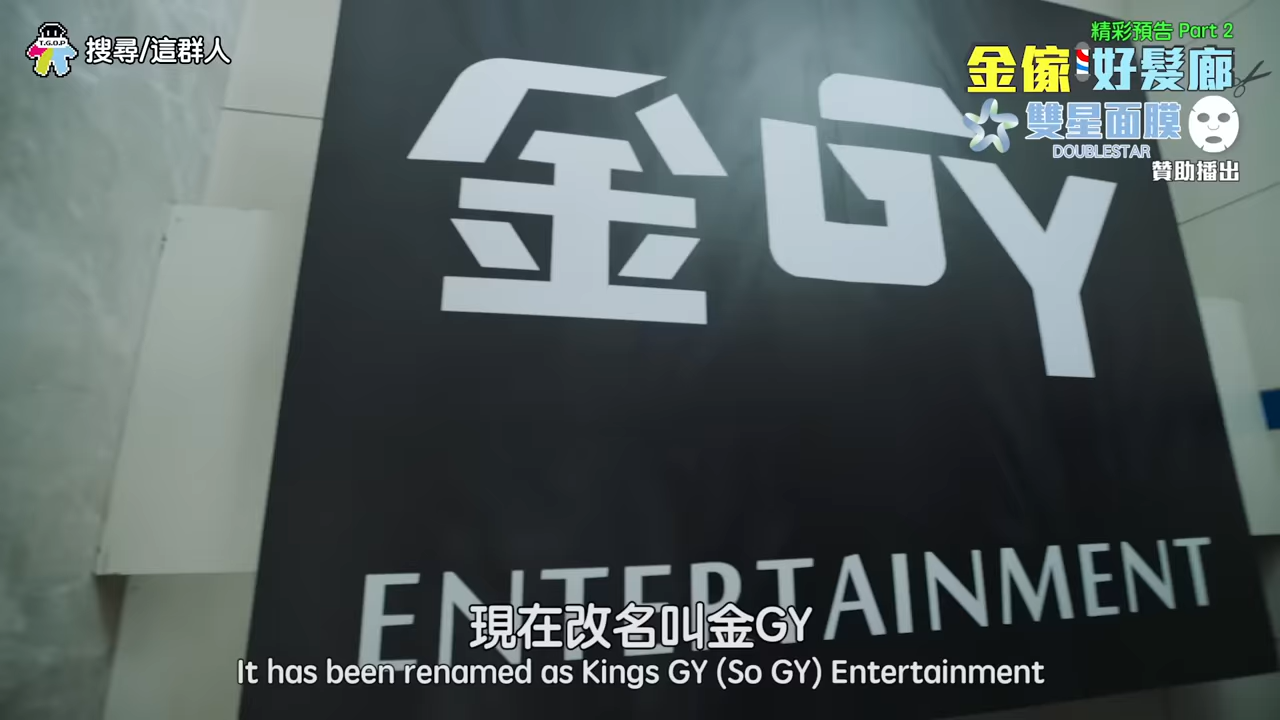 T.G.O.P
搜尋/這群人
精彩預告 Part 2
金傢好髮廊
雙星面膜
DOUBLESTAR
贊助播出
金GY
ENTERTAINMENT
現在改名叫金GY
It has been renamed as Kings GY (So GY) Entertainment